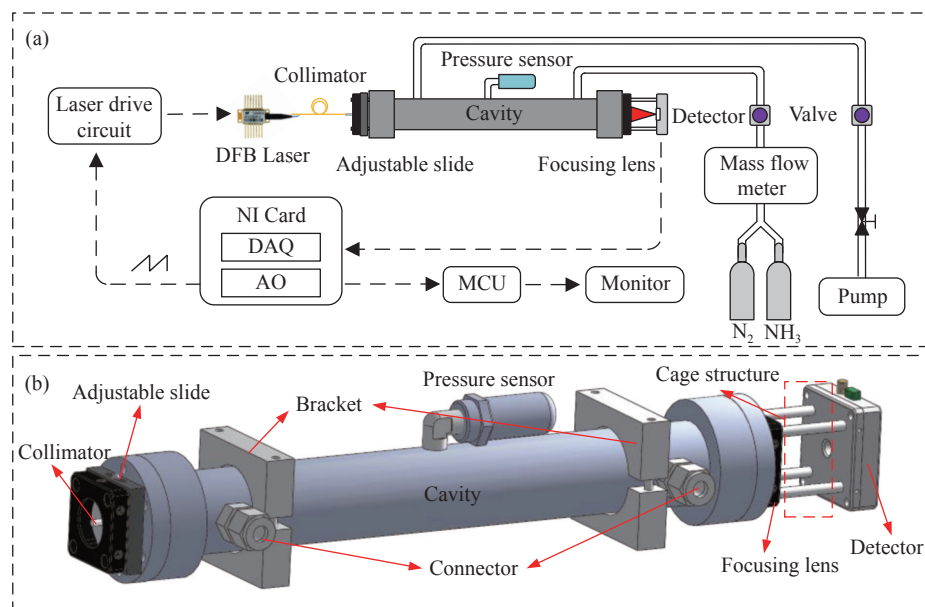 (a)
Pressure sensor
Collimator
Laser drive
circuit
Cavity
Detector
Valve
DFB Laser
Adjustable slide
Focusing lens
Mass flow
meter
NI Card
DAQ
AO
MCU
Monitor
Pump
N2
NH3
(b)
Adjustable slide
Bracket
Pressure sensor
Cage structure
Collimator
Cavity
Connector
Focusing lens
Detector